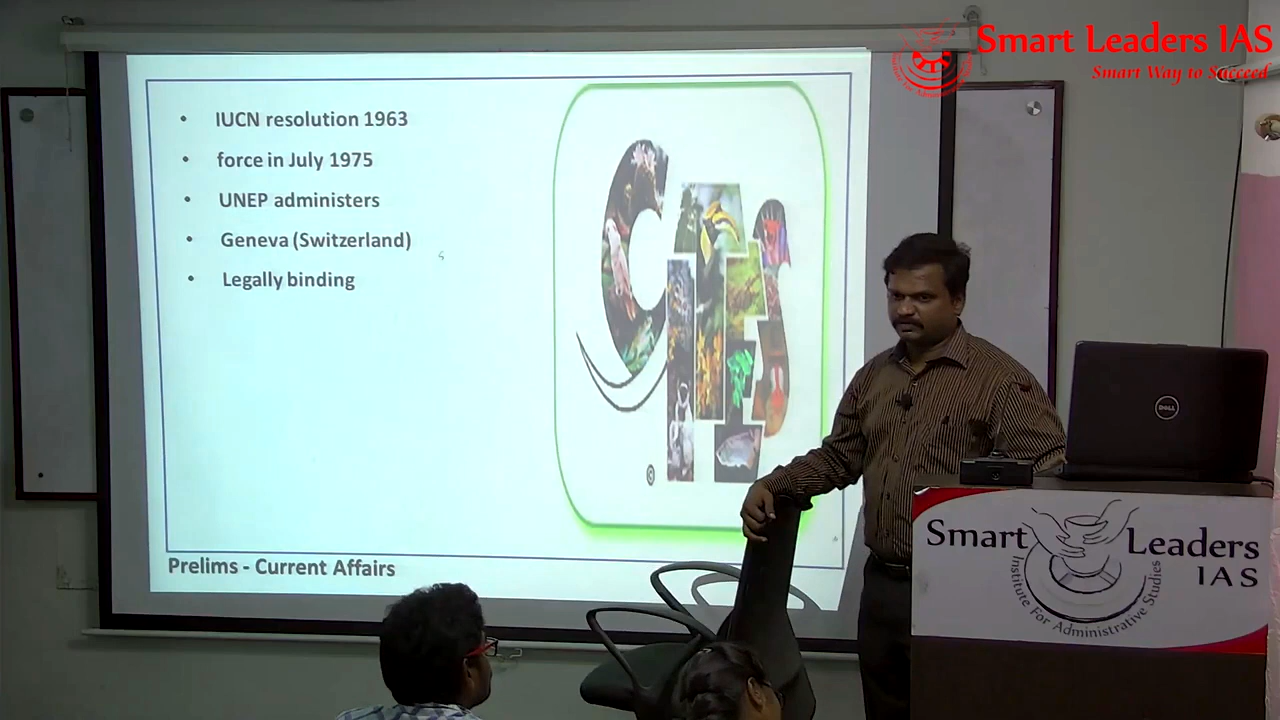 Smart Leaders IAS
Smart Way to Succeed
• IUCN resolution 1963
• force in July 1975
• UNEP administers
• Geneva (Switzerland)
• Legally binding
CITES
©
Prelims - Current Affairs
DELL
Smart Leaders
IAS
Institute For Administrative Studies